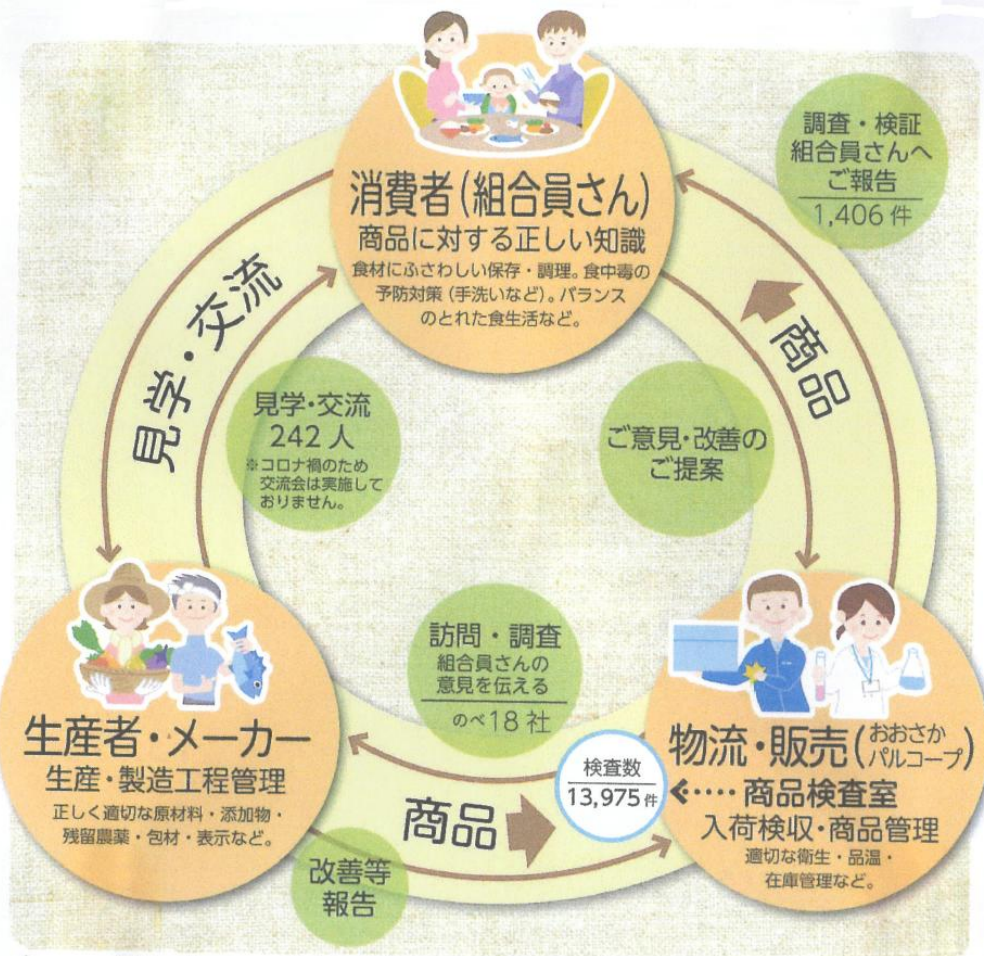 消費者(組合員さん)
商品に対する正しい知識
食材にふさわしい保存・調理。食中毒の
予防対策(手洗いなど)。バランス
のとれた食生活など。
調査・検証
組合員さんへ
ご報告
1,406件
商品
見学・交流
見学・交流
242人
※コロナ禍のため
交流会は実施して
おりません。
ご意見・改善の
ご提案
訪問・調査
組合員さんの
意見を伝える
のべ18社
生産者・メーカー
生産・製造工程管理
正しく適切な原材料・添加物・
残留農薬・包材・表示など。
商品
検査数
13,975件
改善等
報告
物流・販売(おおさかパルコープ)
商品検査室
入荷検収・商品管理
適切な衛生・品温・
在庫管理など。